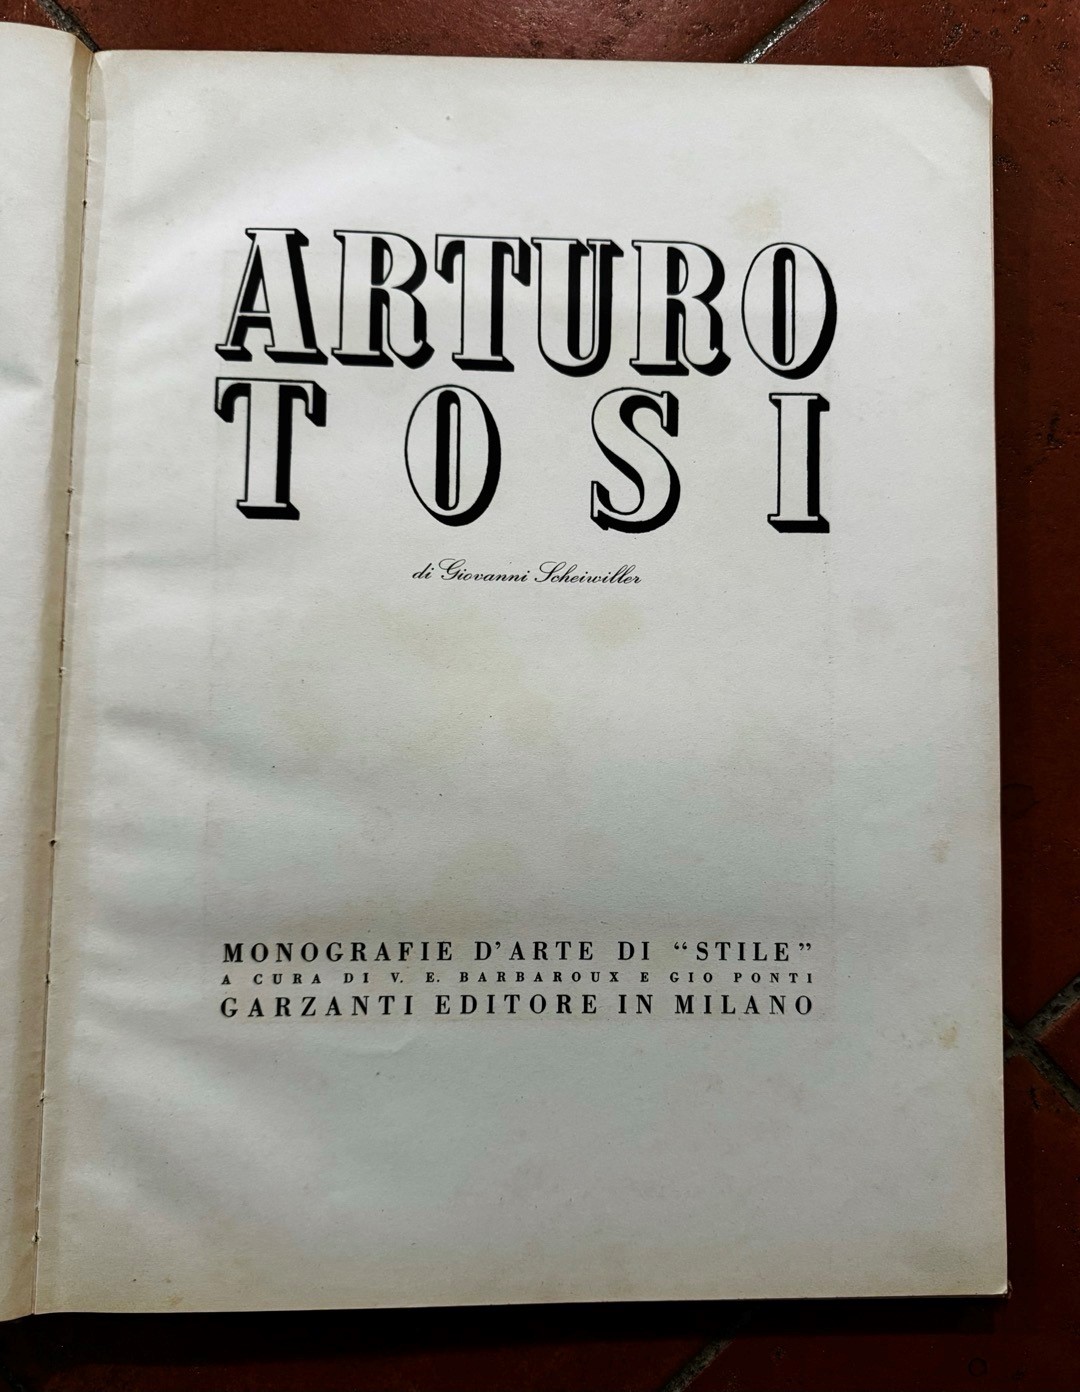 ARTURO
TOSI
di Giovanni Scheiwiller
MONOGRAFIE D'ARTE DI “STILE”
A CURA DI V. E. BARBAROUX E GIO PONTI
GARZANTI EDITORE IN MILANO